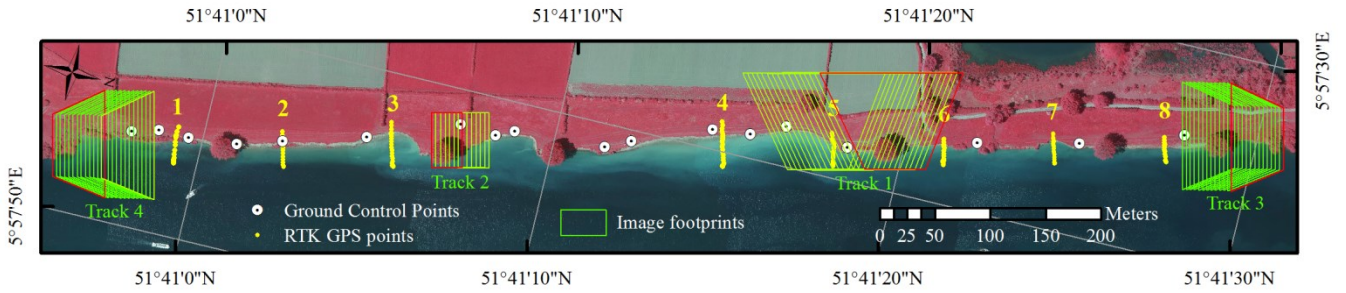 51°41'0"N 51°41'10"N 51°41'20"N
5°57'30"E
N
1 2 3 4 5 6 7 8
Track 2
Track 1
Track 4
Track 3
5°57'50"E
Ground Control Points
RTK GPS points
Image footprints
Meters
0 25 50 100 150 200
51°41'0"N 51°41'10"N 51°41'20"N 51°41'30"N